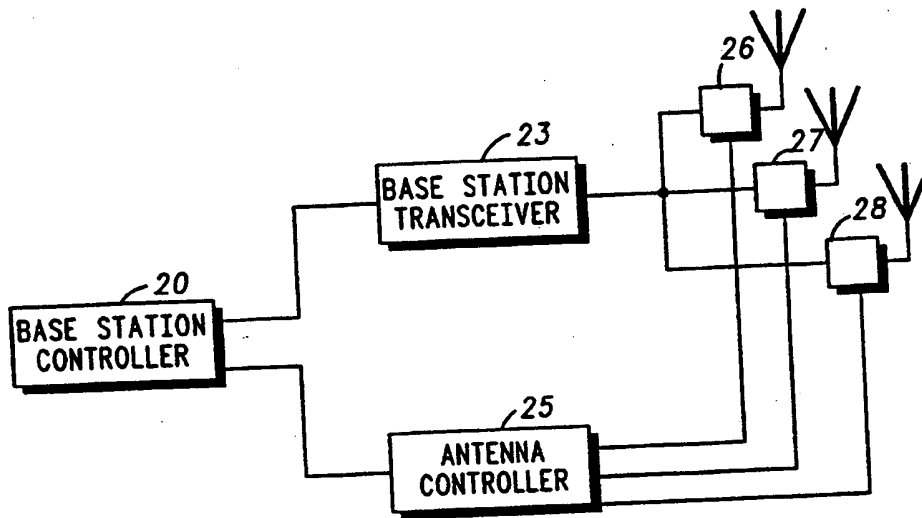 26
23
27
BASE STATION
TRANSCEIVER
28
20
BASE STATION
CONTROLLER
25
ANTENNA
CONTROLLER